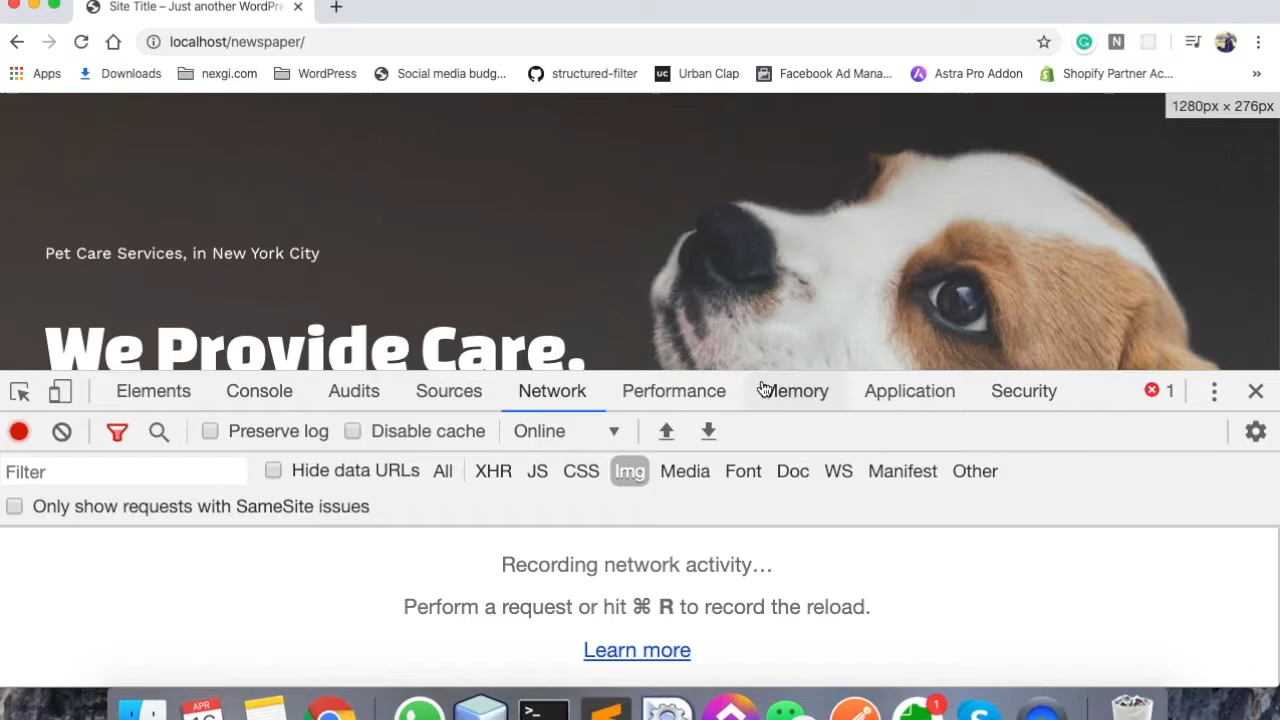 Site Title – Just another WordPre
localhost/newspaper/
N
Apps Downloads nexgi.com WordPress Social media budg... structured-filter UC Urban Clap Facebook Ad Mana... Astra Pro Addon Shopify Partner Ac... »
1280px × 276px
Pet Care Services, in New York City
We Provide Care.
Elements Console Audits Sources Network Performance Memory Application Security 1
Preserve log Disable cache Online
Filter Hide data URLs All XHR JS CSS Img Media Font Doc WS Manifest Other
Only show requests with SameSite issues
Recording network activity…
Perform a request or hit ⌘ R to record the reload.
Learn more
APR 1